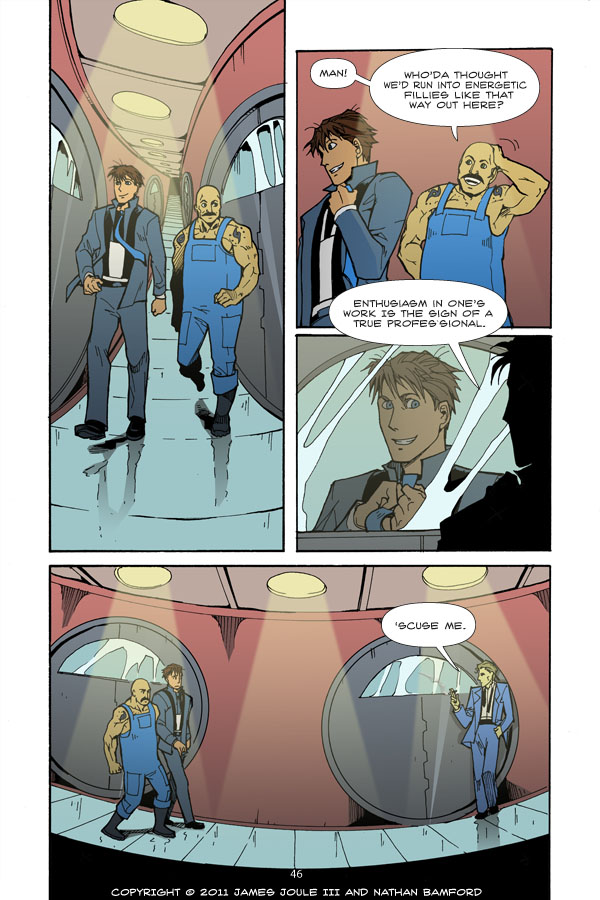 MAN!
WHO'DA THOUGHT
WE'D RUN INTO ENERGETIC
FILLIES LIKE THAT
WAY OUT HERE?
ENTHUSIASM IN ONE'S
WORK IS THE SIGN OF A
TRUE PROFESSIONAL.
'SCUSE ME.
46
COPYRIGHT © 2011 JAMES JOULE III AND NATHAN BAMFORD